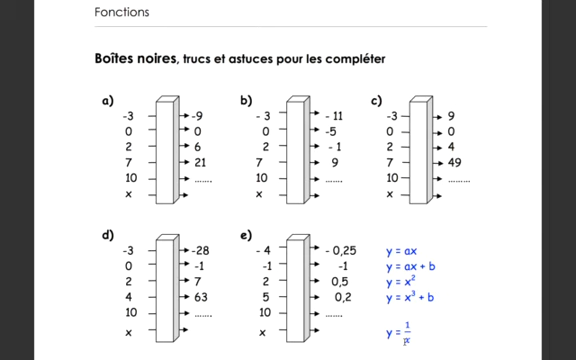 Fonctions
Boîtes noires, trucs et astuces pour les compléter
a)
-3 -9
0 0
2 6
7 21
10 .......
x
b)
- 3 - 11
0 -5
2 - 1
7 9
10 .......
x
c)
-3 9
0 0
2 4
7 49
10 .........
x
d)
-3 -28
0 -1
2 7
4 63
10 .......
x
e)
- 4 - 0,25
-1 -1
2 0,5
5 0,2
10 .......
x
y = ax
y = ax + b
y = x²
y = x³ + b
y = 1/x